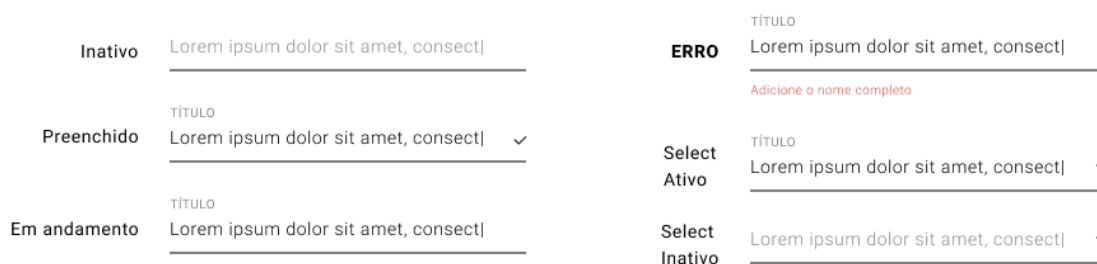 Inativo
Lorem ipsum dolor sit amet, consect|
TÍTULO
Preenchido
Lorem ipsum dolor sit amet, consect|
TÍTULO
Em andamento
Lorem ipsum dolor sit amet, consect|
TÍTULO
ERRO
Lorem ipsum dolor sit amet, consect|
Adicione o nome completo
TÍTULO
Select
Ativo
Lorem ipsum dolor sit amet, consect|
Select
Inativo
Lorem ipsum dolor sit amet, consect|